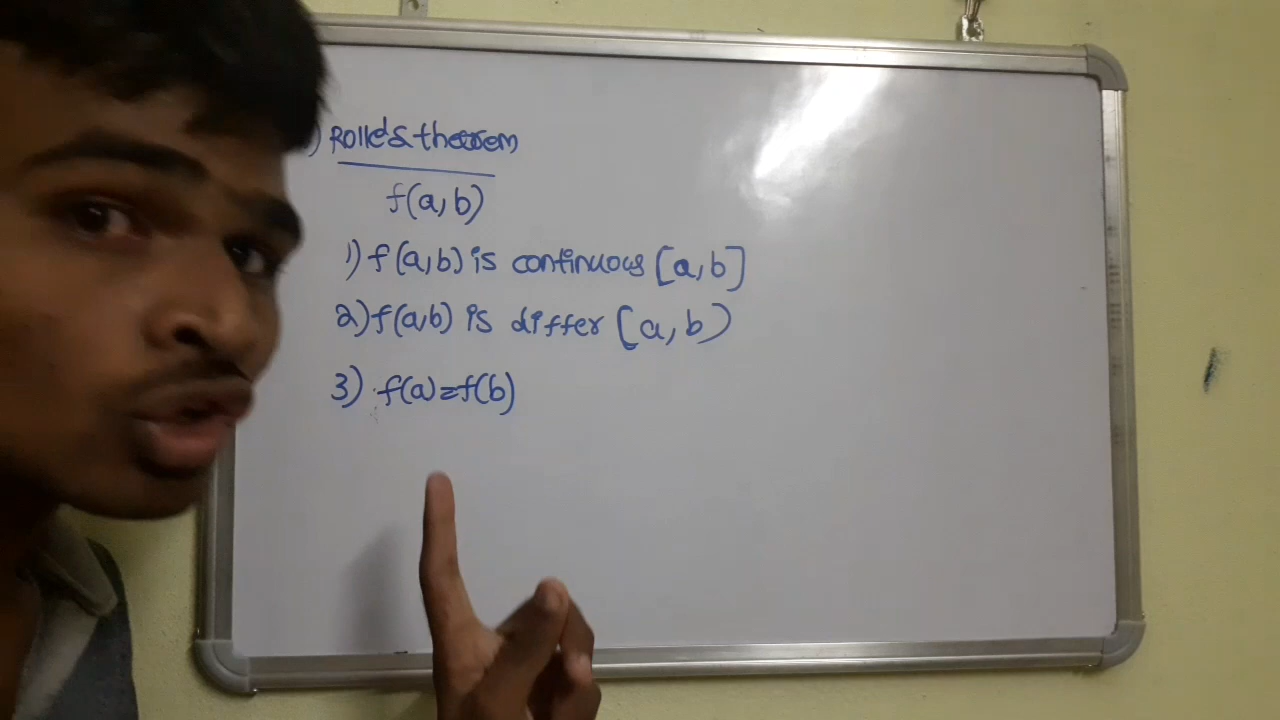 ) Rolle's theorem
f(a,b)
1) f(a,b) is continuous [a,b]
2) f(a,b) is differ [a,b)
3) f(a)=f(b)